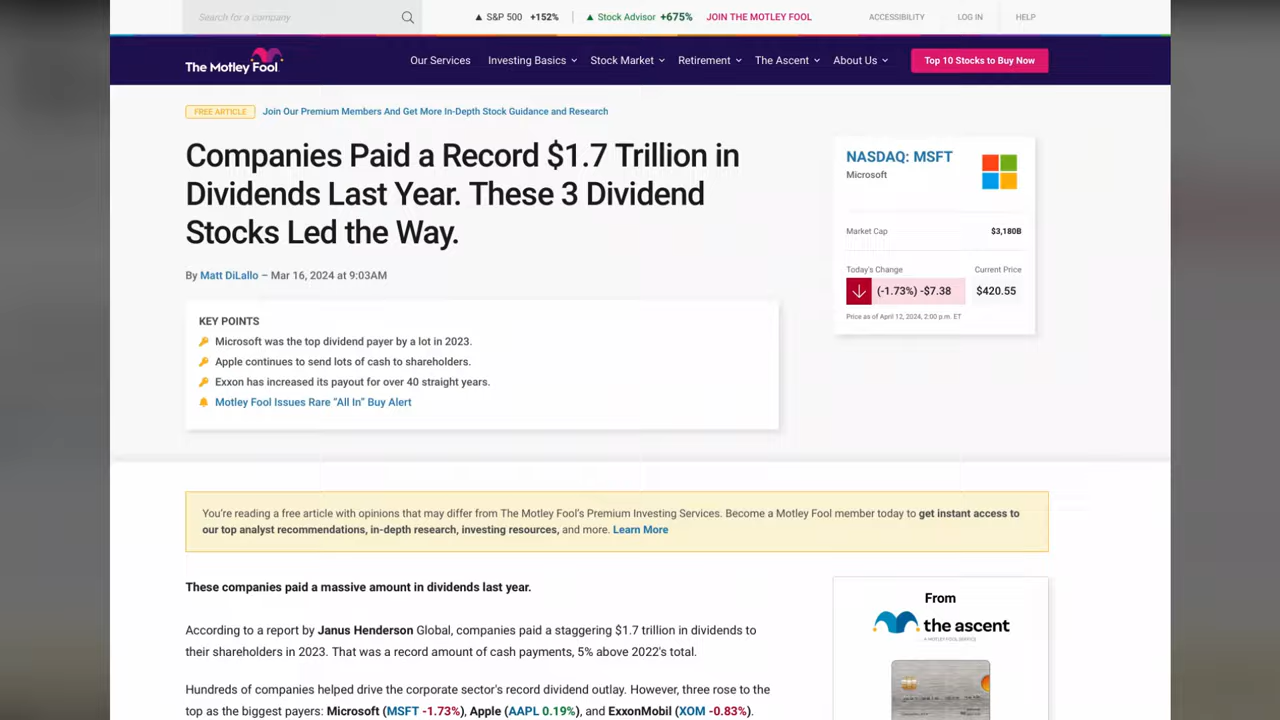 Search for a company
▲ S&P 500 +152% | ▲ Stock Advisor +675% JOIN THE MOTLEY FOOL ACCESSIBILITY LOG IN HELP
The Motley Fool. Our Services Investing Basics Stock Market Retirement The Ascent About Us Top 10 Stocks to Buy Now
FREE ARTICLE Join Our Premium Members And Get More In-Depth Stock Guidance and Research
Companies Paid a Record $1.7 Trillion in
Dividends Last Year. These 3 Dividend
Stocks Led the Way.
By Matt DiLallo – Mar 16, 2024 at 9:03AM
KEY POINTS
Microsoft was the top dividend payer by a lot in 2023.
Apple continues to send lots of cash to shareholders.
Exxon has increased its payout for over 40 straight years.
Motley Fool Issues Rare “All In” Buy Alert
NASDAQ: MSFT
Microsoft
Market Cap $3,180B
Today's Change Current Price
(-1.73%) -$7.38 $420.55
Price as of April 12, 2024, 2:00 p.m. ET
You’re reading a free article with opinions that may differ from The Motley Fool’s Premium Investing Services. Become a Motley Fool member today to get instant access to
our top analyst recommendations, in-depth research, investing resources, and more. Learn More
These companies paid a massive amount in dividends last year.
According to a report by Janus Henderson Global, companies paid a staggering $1.7 trillion in dividends to
their shareholders in 2023. That was a record amount of cash payments, 5% above 2022's total.
Hundreds of companies helped drive the corporate sector's record dividend outlay. However, three rose to the
top as the biggest payers: Microsoft (MSFT -1.73%), Apple (AAPL 0.19%), and ExxonMobil (XOM -0.83%).
From
the ascent
A MOTLEY FOOL SERVICE